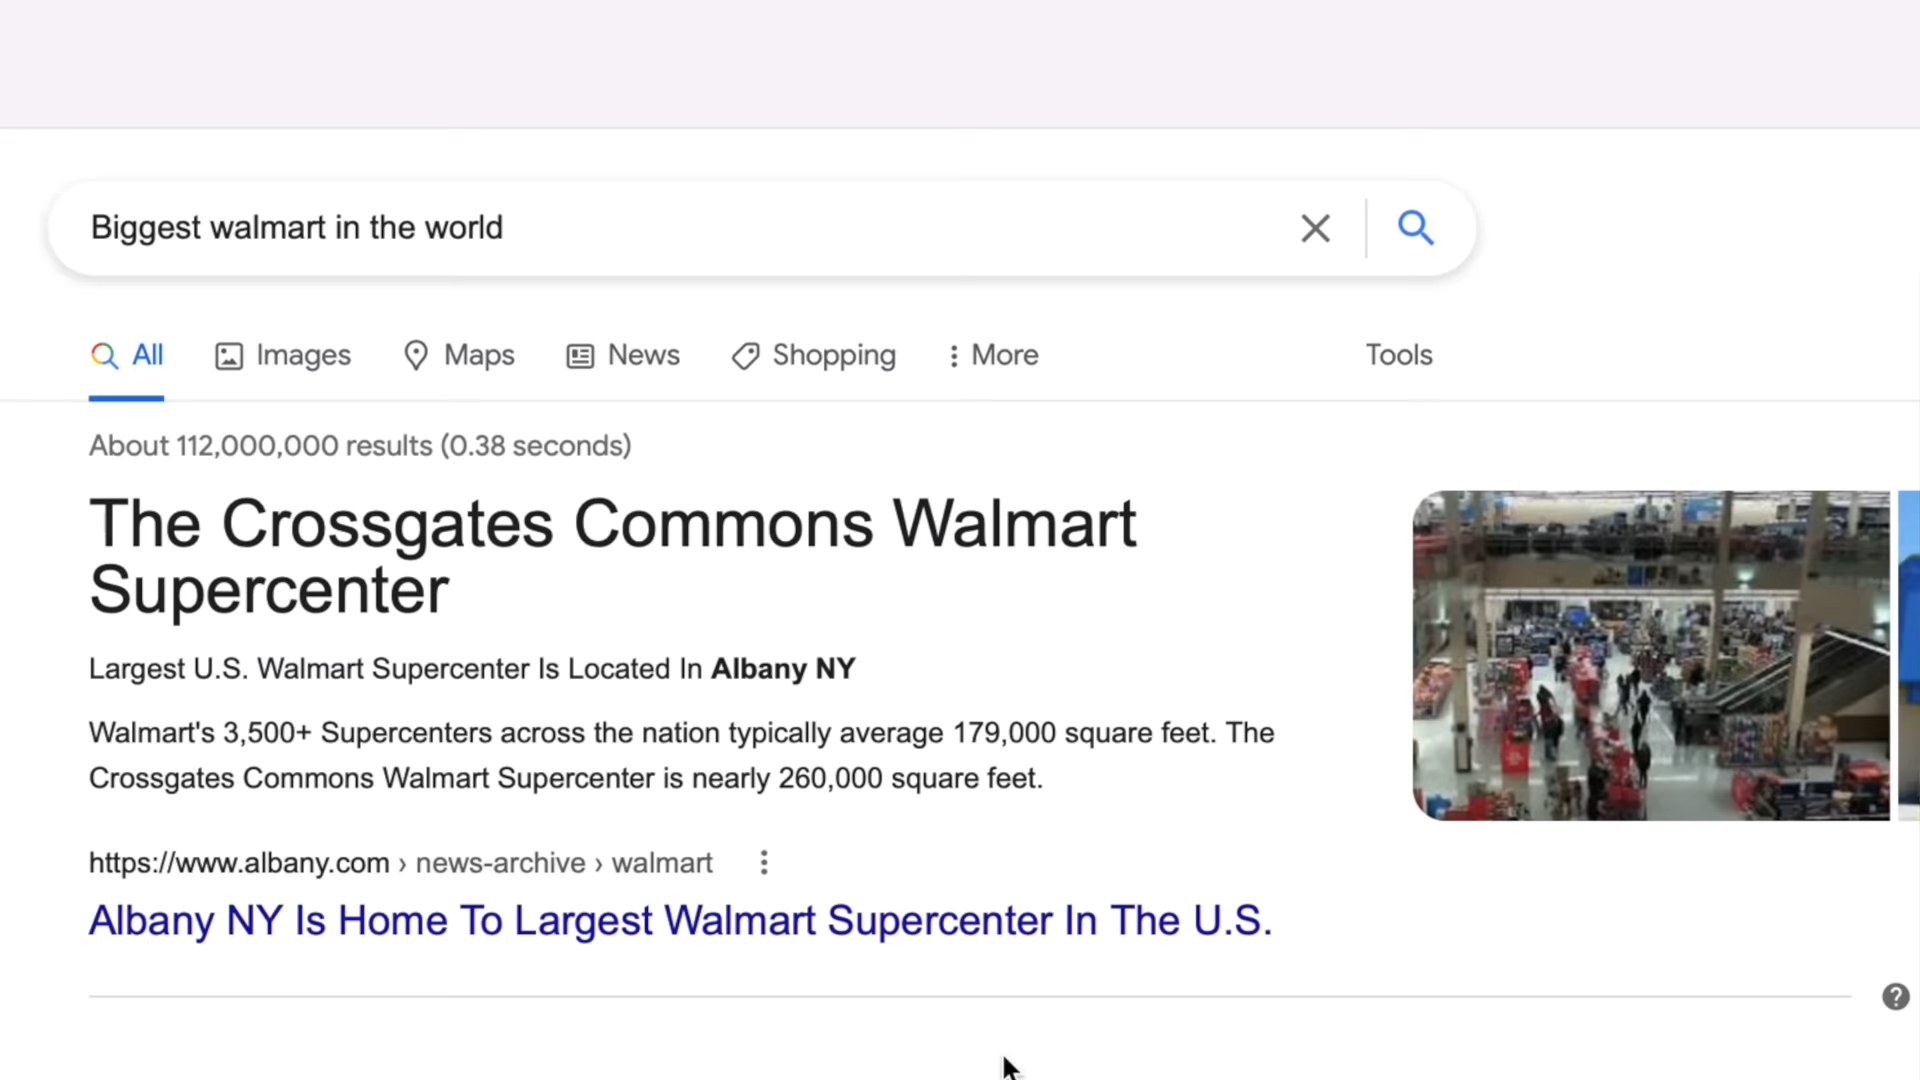 Biggest walmart in the world
All Images Maps News Shopping More Tools
About 112,000,000 results (0.38 seconds)
The Crossgates Commons Walmart
Supercenter
Largest U.S. Walmart Supercenter Is Located In Albany NY
Walmart's 3,500+ Supercenters across the nation typically average 179,000 square feet. The
Crossgates Commons Walmart Supercenter is nearly 260,000 square feet.
https://www.albany.com › news-archive › walmart
Albany NY Is Home To Largest Walmart Supercenter In The U.S.